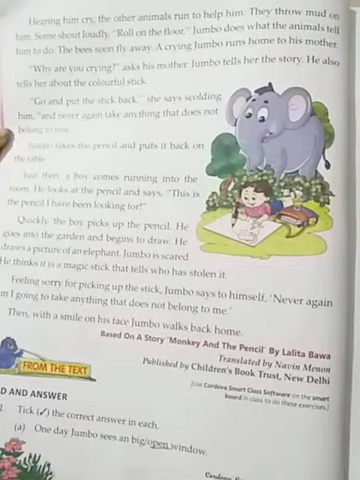 Hearing him cry, the other animals run to help him. They throw mud on
him. Some shout loudly, "Roll on the floor." Jumbo does what the animals tell
him to do. The bees soon fly away. A crying Jumbo runs to his mother.
"Why are you crying?" asks his mother. Jumbo tells her the story. He also
tells her about the colourful stick.
"Go and put the stick back," she says scolding
him, "and never again take anything that does not
belong to you.
Jumbo takes the pencil and puts it back on
the table.
Just then, a boy comes running into the
room. He looks at the pencil and says, "This is
the pencil I have been looking for!"
Quickly, the boy picks up the pencil. He
goes into the garden and begins to draw. He
draws a picture of an elephant. Jumbo is scared.
He thinks it is a magic stick that tells who has stolen it.
Feeling sorry for picking up the stick, Jumbo says to himself, 'Never again
m I going to take anything that does not belong to me.'
Then, with a smile on his face Jumbo walks back home.
Based On A Story 'Monkey And The Pencil' By Lalita Bawa
Translated by Navin Menon
Published by Children's Book Trust, New Delhi
[Use Cordova Smart Class Software on the smart
board in class to do these exercises.]
FROM THE TEXT
D AND ANSWER
1. Tick (✓) the correct answer in each.
(a) One day Jumbo sees an big/open window.